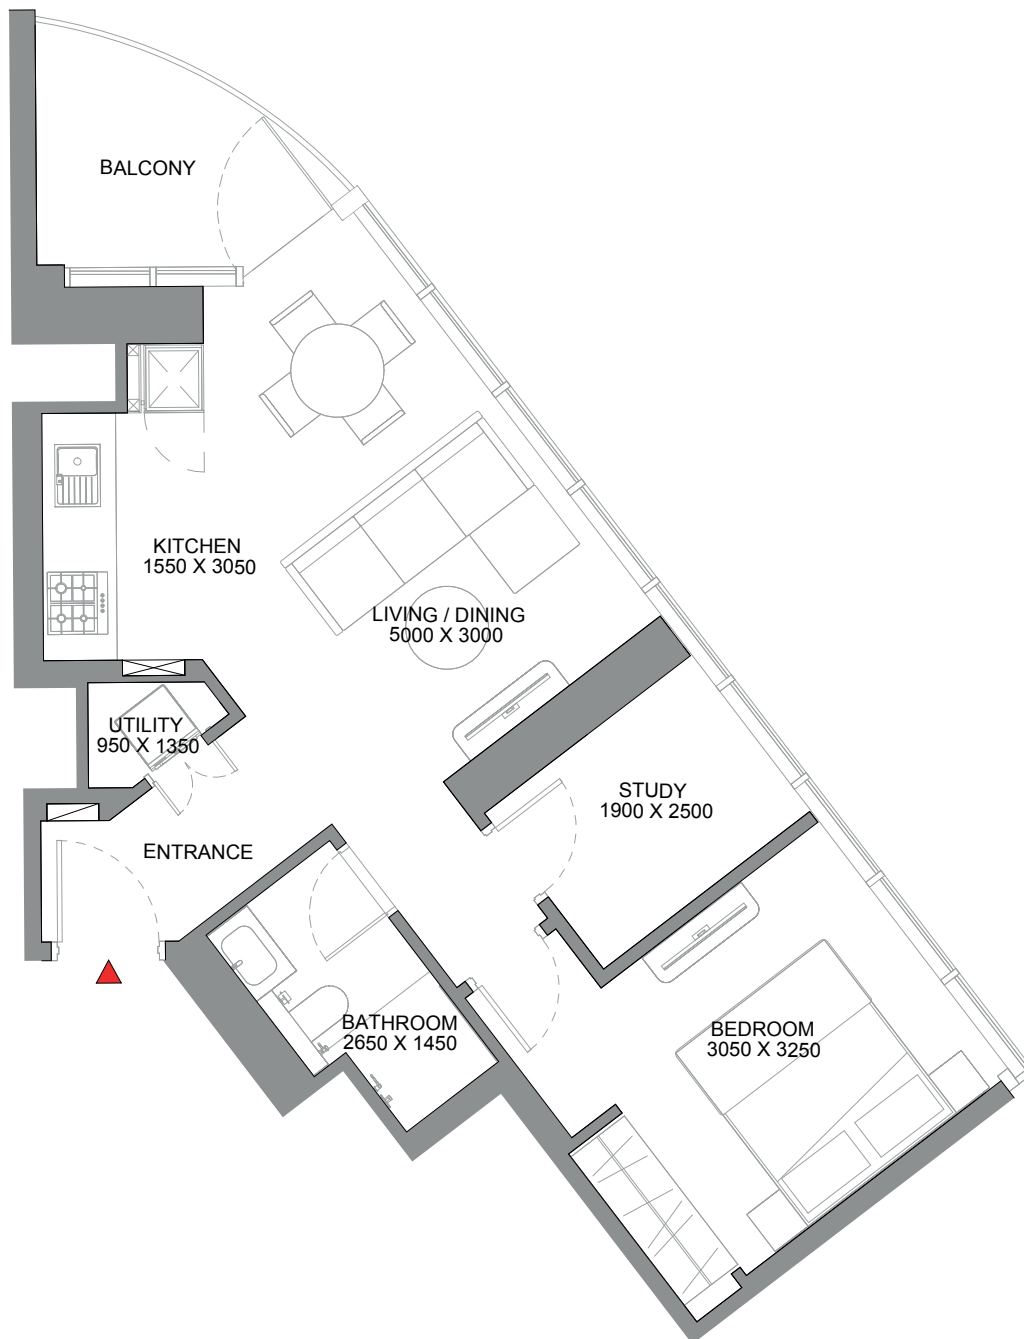 BALCONY
KITCHEN
1550 X 3050
LIVING / DINING
5000 X 3000
UTILITY
950 X 1350
STUDY
1900 X 2500
ENTRANCE
BATHROOM
2650 X 1450
BEDROOM
3050 X 3250